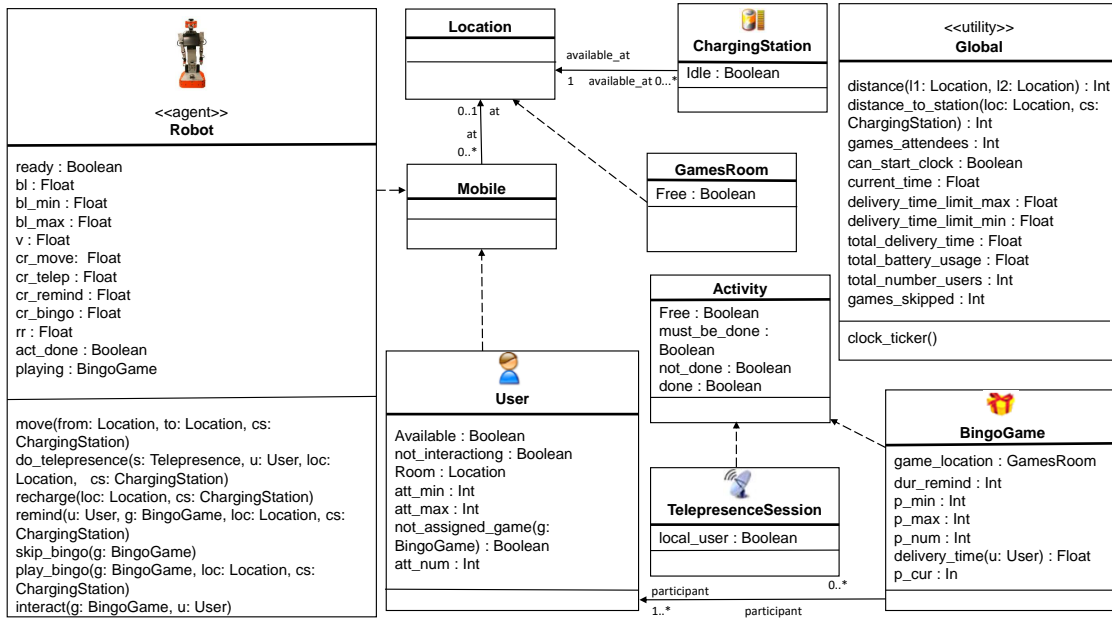 <<agent>>
Robot
ready : Boolean
bl : Float
bl_min : Float
bl_max : Float
v : Float
cr_move:  Float
cr_telep : Float
cr_remind : Float
cr_bingo : Float
rr : Float
act_done : Boolean
playing : BingoGame
move(from: Location, to: Location, cs:
ChargingStation)
do_telepresence(s: Telepresence, u: User, loc:
Location,   cs: ChargingStation)
recharge(loc: Location, cs: ChargingStation)
remind(u: User, g: BingoGame, loc: Location, cs:
ChargingStation)
skip_bingo(g: BingoGame)
play_bingo(g: BingoGame, loc: Location, cs:
ChargingStation)
interact(g: BingoGame, u: User)
Location
available_at
1 available_at 0...*
ChargingStation
Idle : Boolean
0..1 at
at
0..*
Mobile
GamesRoom
Free : Boolean
<<utility>>
Global
distance(l1: Location, l2: Location) : Int
distance_to_station(loc: Location, cs:
ChargingStation) : Int
games_attendees : Int
can_start_clock : Boolean
current_time : Float
delivery_time_limit_max : Float
delivery_time_limit_min : Float
total_delivery_time : Float
total_battery_usage : Float
total_number_users : Int
games_skipped : Int
clock_ticker()
Activity
Free : Boolean
must_be_done :
Boolean
not_done : Boolean
done : Boolean
User
Available : Boolean
not_interactiong : Boolean
Room : Location
att_min : Int
att_max : Int
not_assigned_game(g:
BingoGame) : Boolean
att_num : Int
TelepresenceSession
local_user : Boolean
BingoGame
game_location : GamesRoom
dur_remind : Int
p_min : Int
p_max : Int
p_num : Int
delivery_time(u: User) : Float
p_cur : In
participant
0..*
1..*
participant